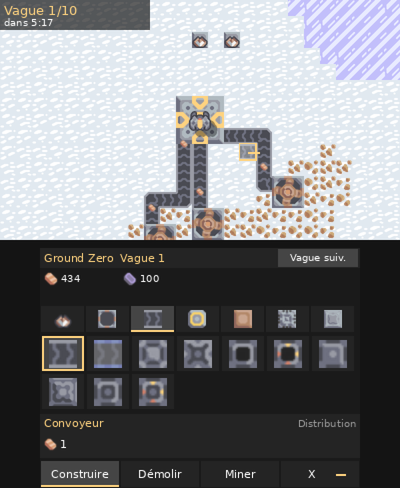 Vague 1/10
dans 5:17
Ground Zero Vague 1
Vague suiv.
434
100
Convoyeur
Distribution
1
Construire
Démolir
Miner
X